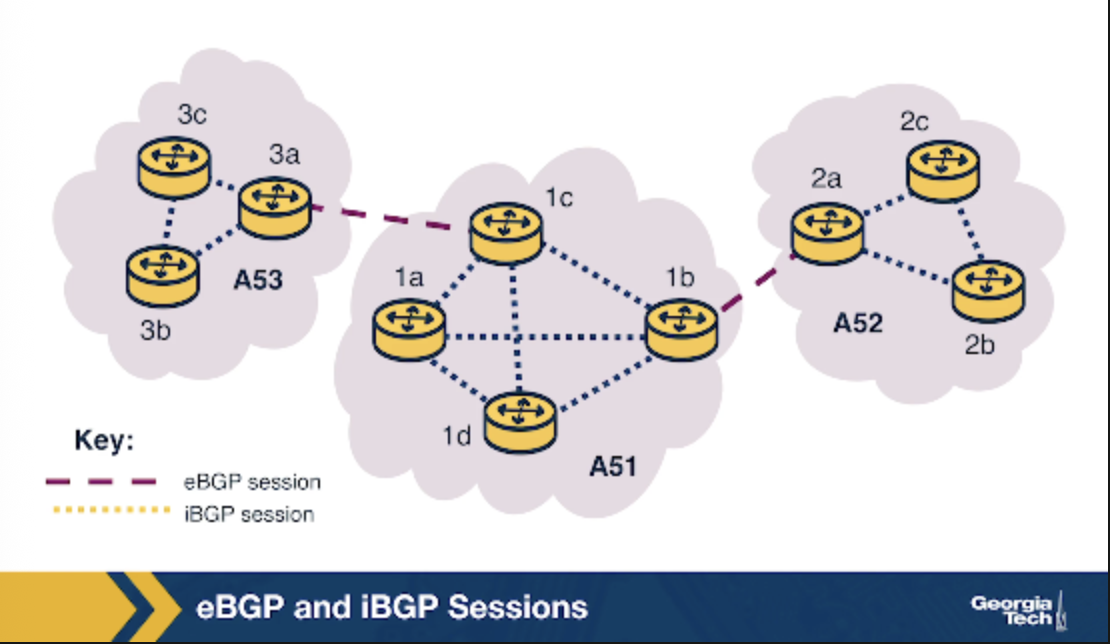 3c
3a
A53
3b
1c
1a
1b
1d
A51
2c
2a
A52
2b
Key:
eBGP session
iBGP session
eBGP and iBGP Sessions
Georgia
Tech